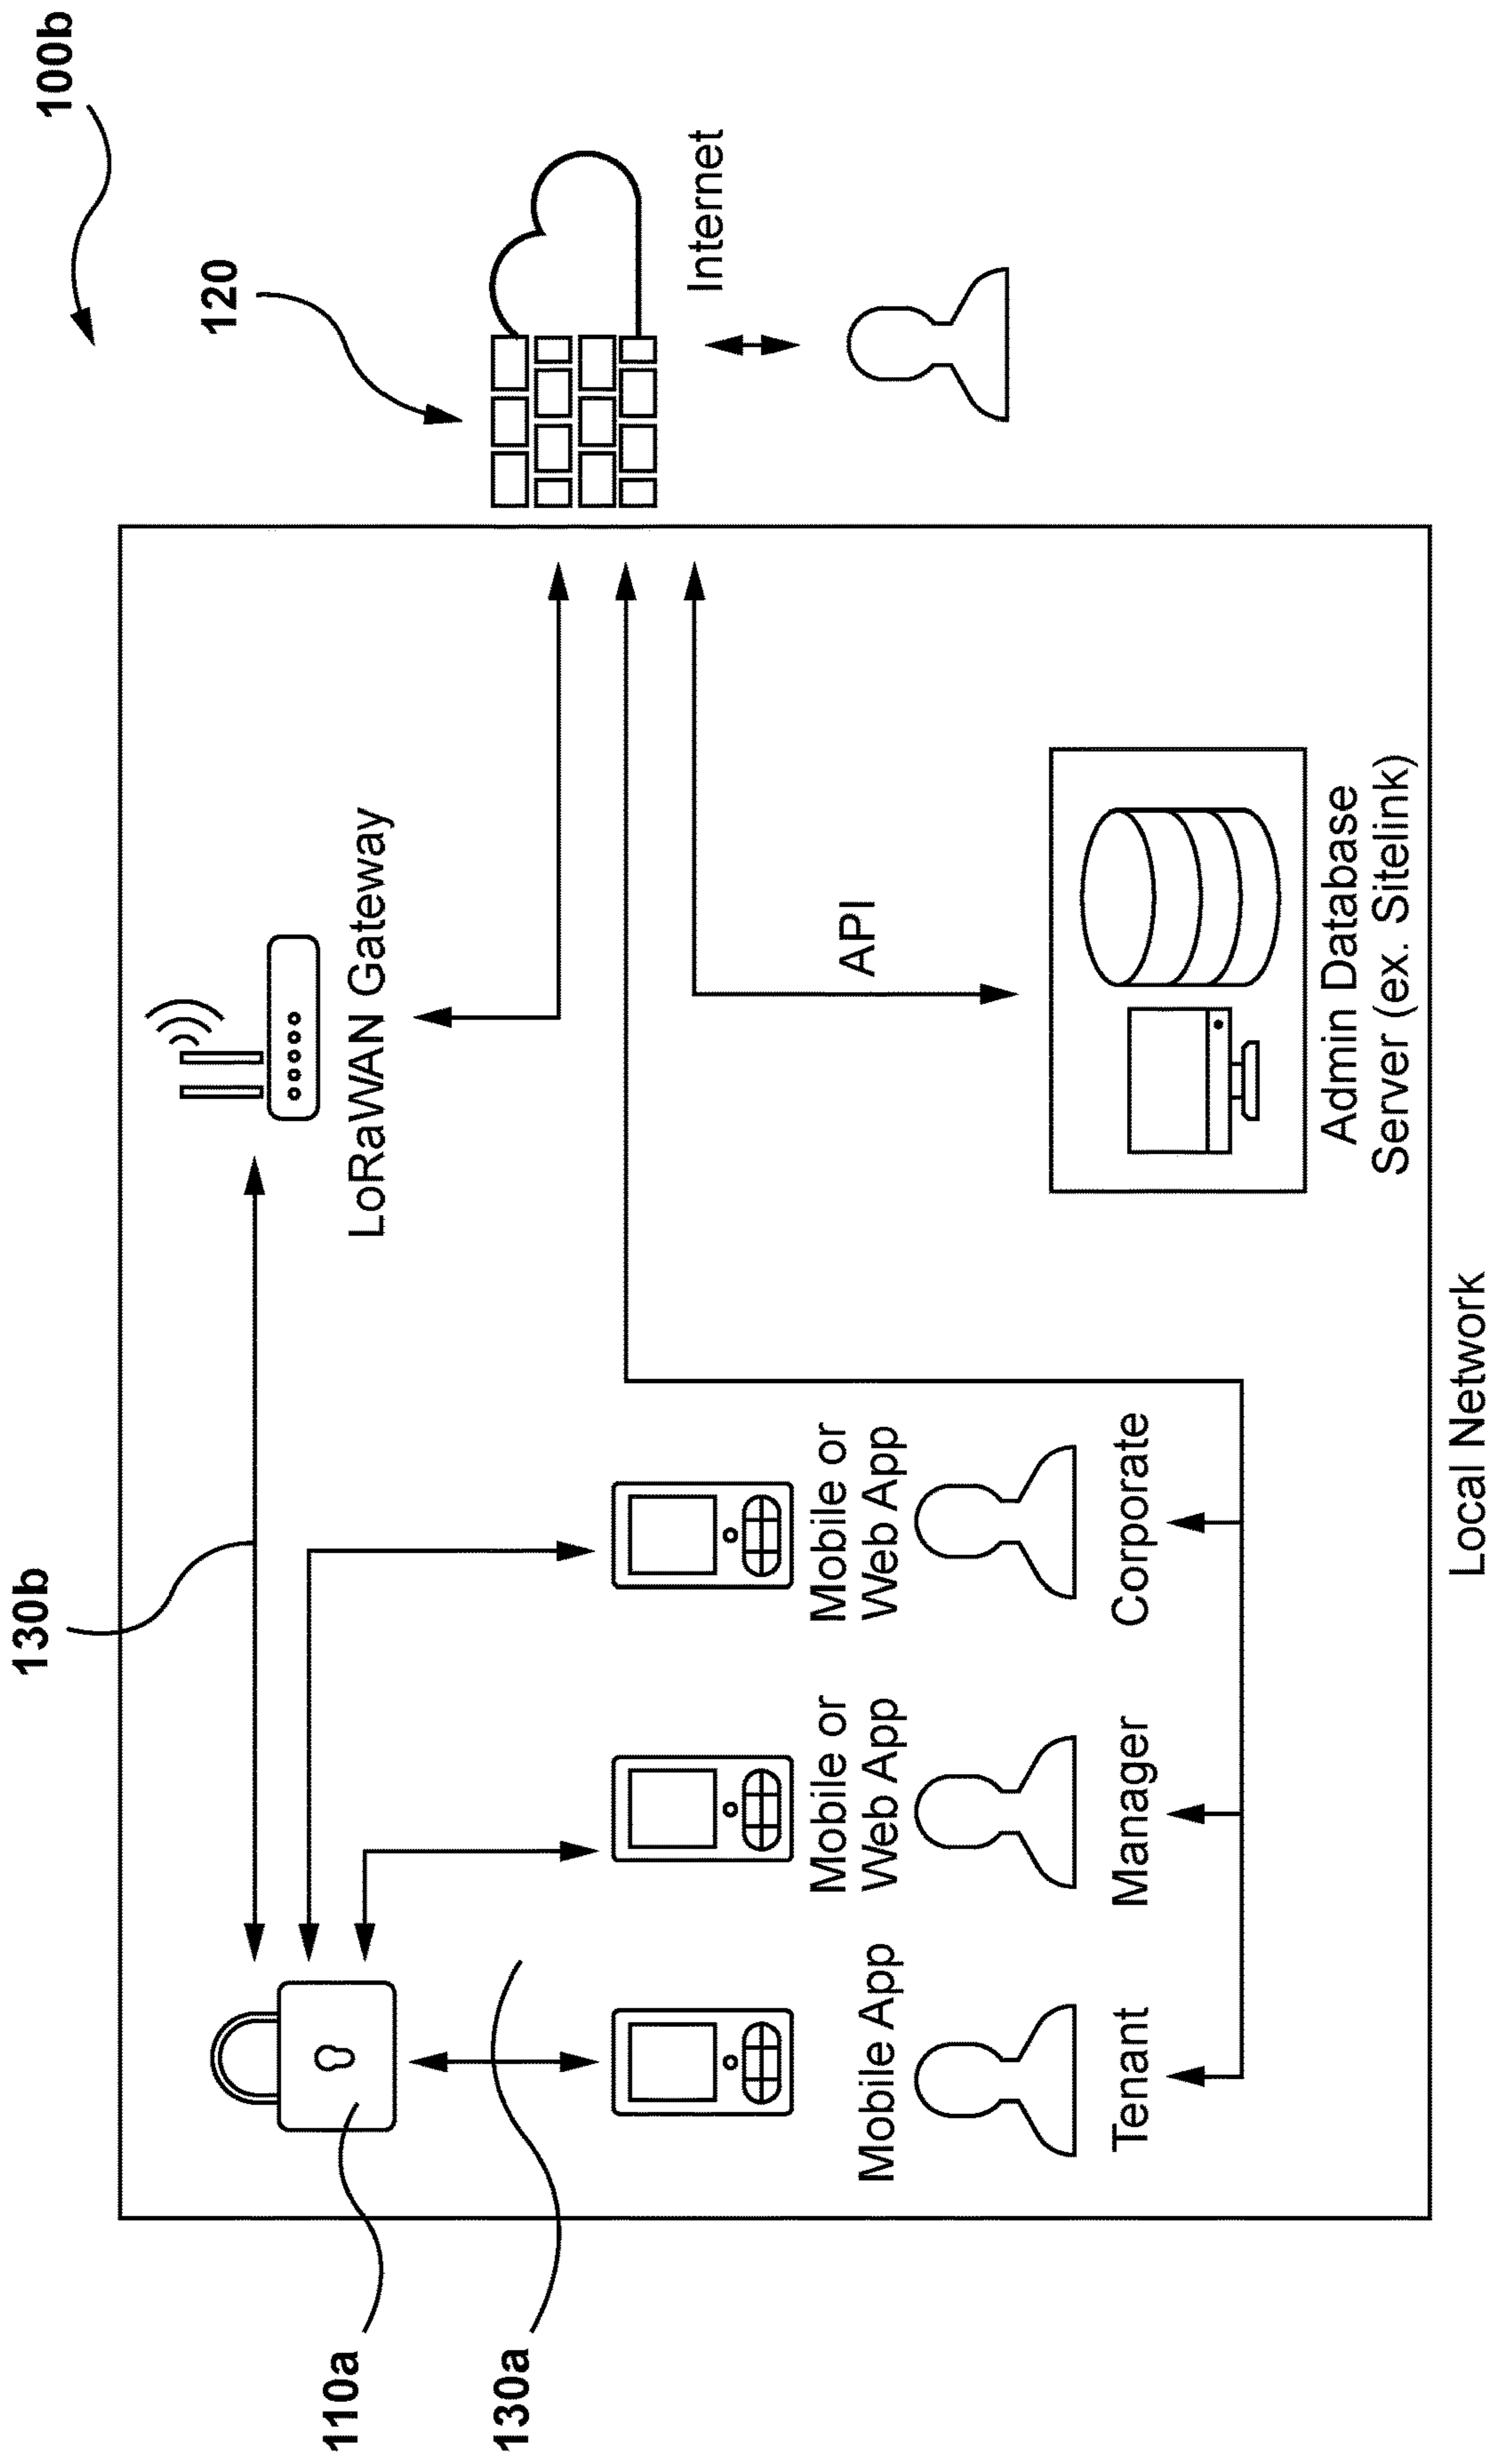 100b
120
Internet
130b
LoRaWAN Gateway
API
Admin Database
Server (ex. Sitelink)
110a
130a
Mobile App
Tenant
Mobile or
Web App
Manager
Mobile or
Web App
Corporate
Local Network